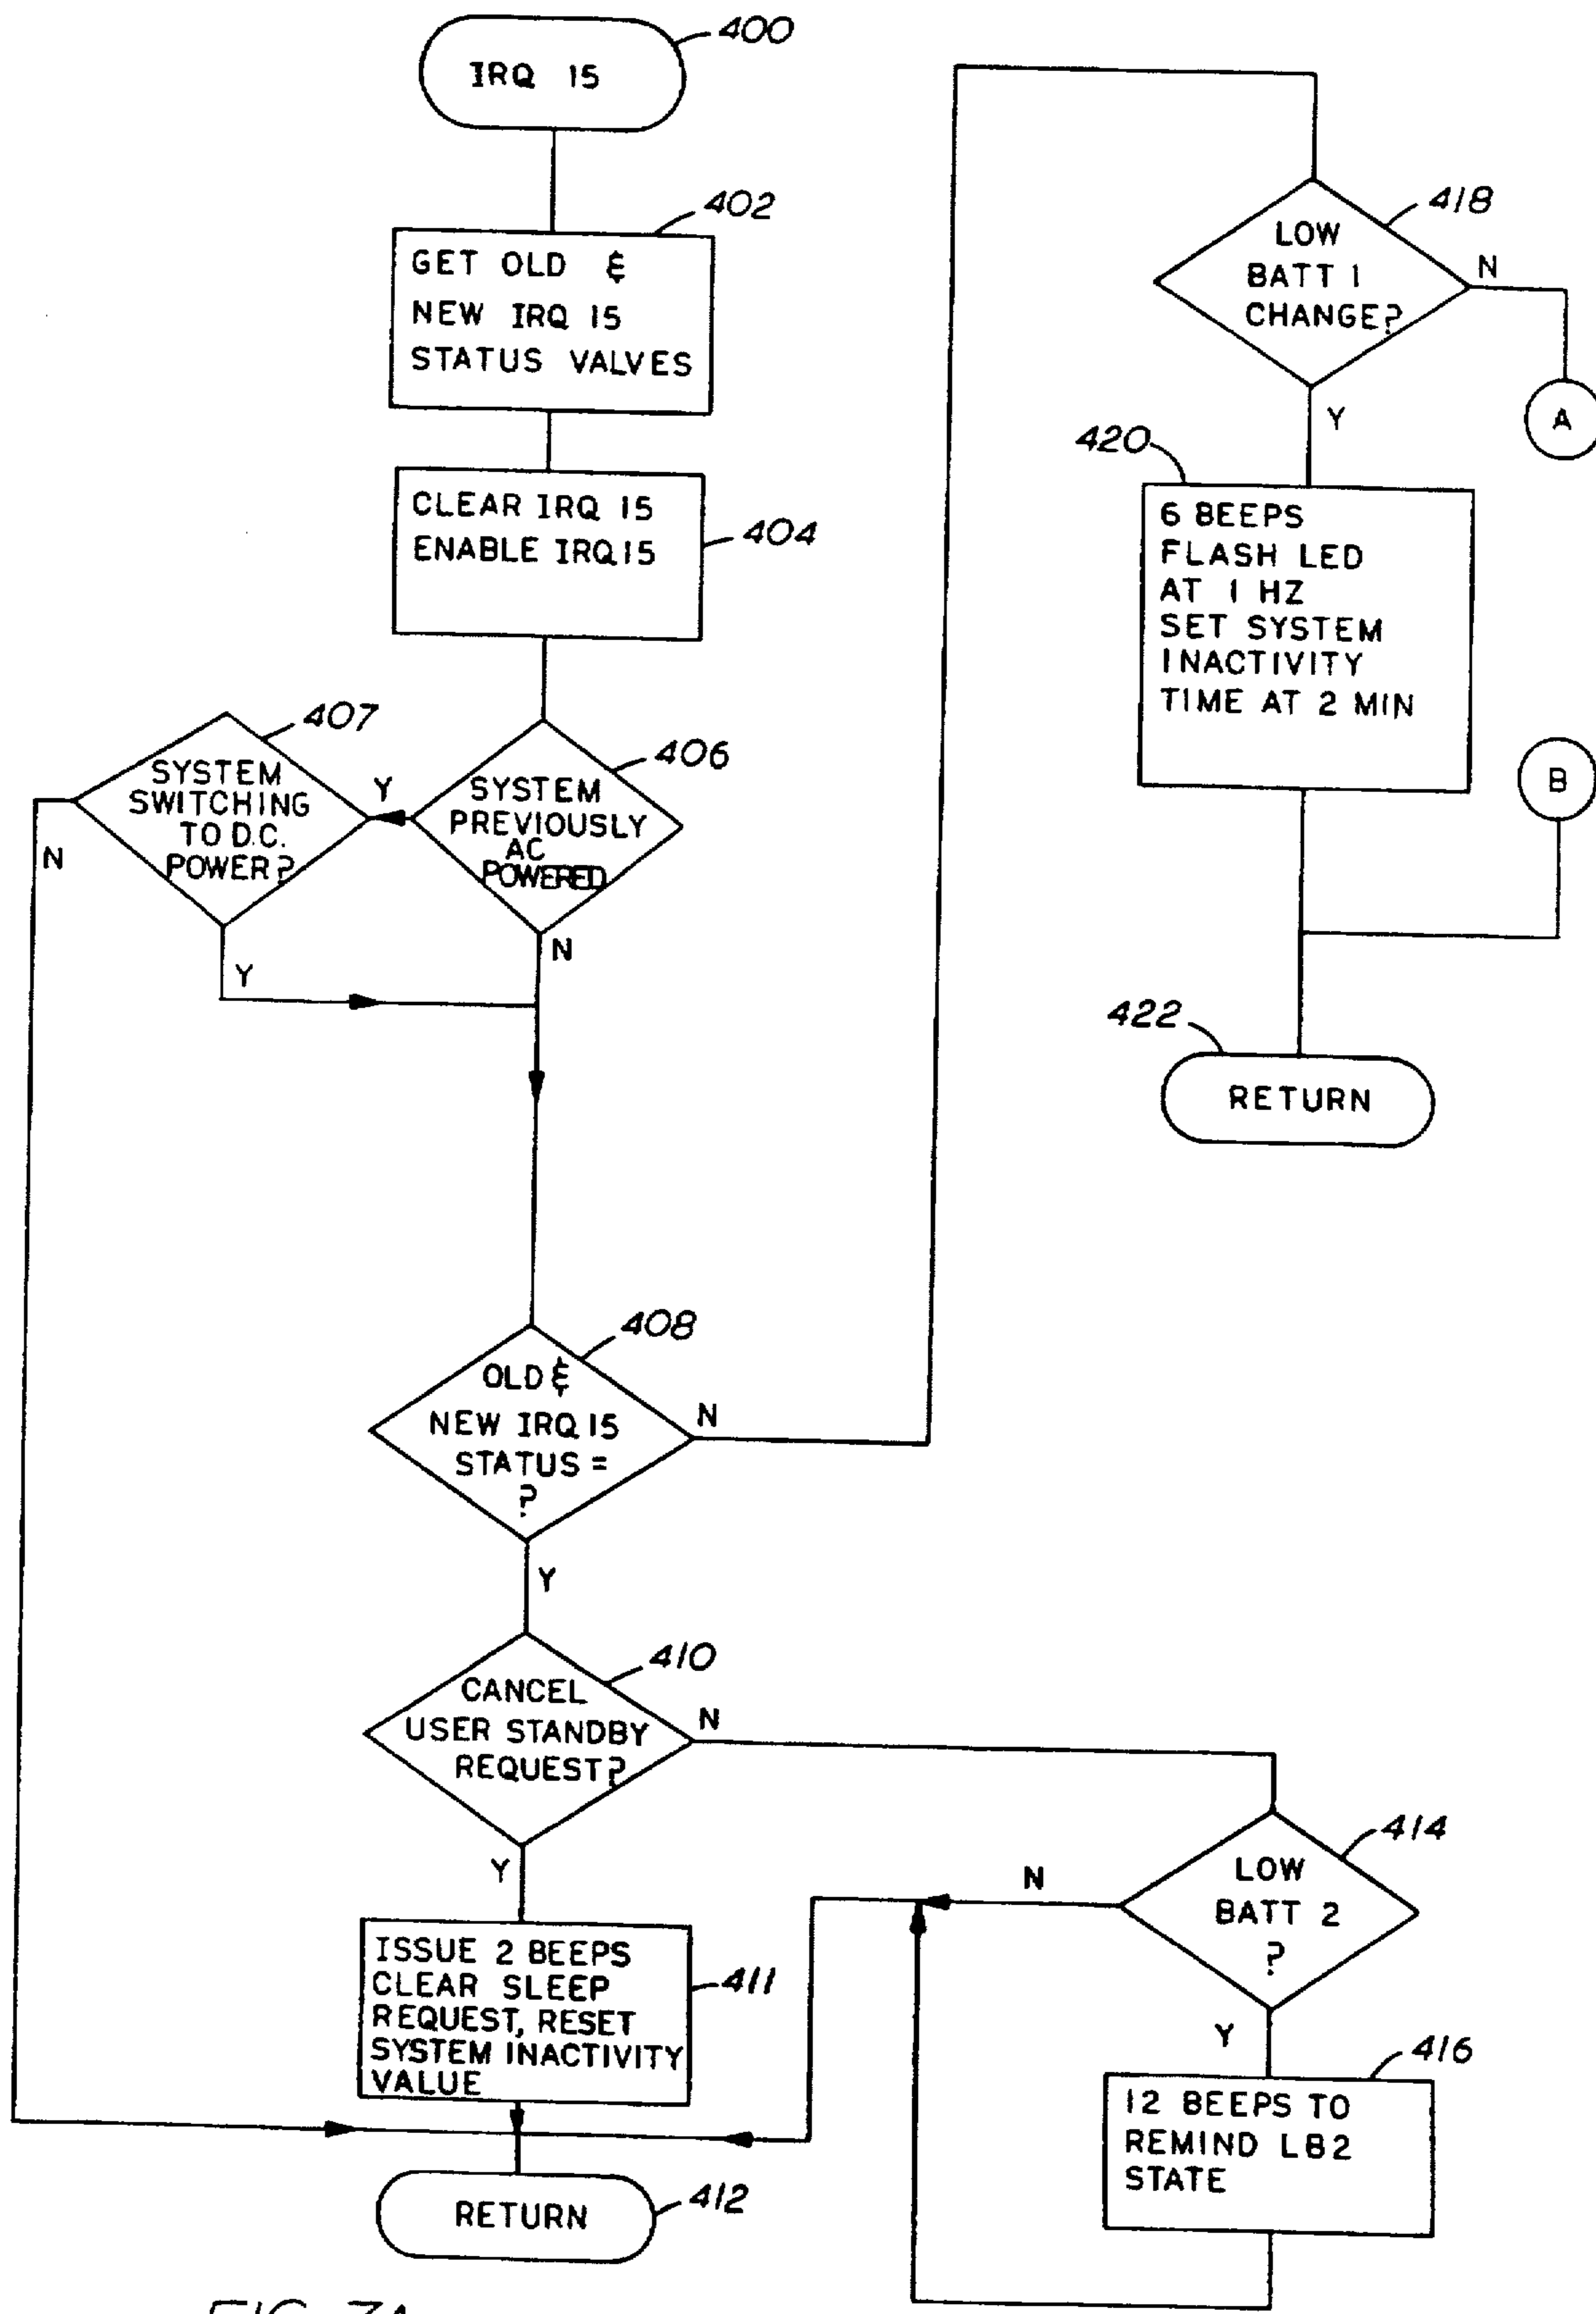 400
IRQ 15
402
GET OLD &
NEW IRQ 15
STATUS VALVES
CLEAR IRQ 15
ENABLE IRQ15
404
407
SYSTEM
SWITCHING
TO D.C.
POWER?
Y
N
Y
406
SYSTEM
PREVIOUSLY
AC
POWERED
N
408
OLD &
NEW IRQ 15
STATUS =
?
N
Y
410
CANCEL
USER STANDBY
REQUEST?
N
Y
ISSUE 2 BEEPS
CLEAR SLEEP
REQUEST, RESET
SYSTEM INACTIVITY
VALUE
411
RETURN
412
414
LOW
BATT 2
?
N
Y
416
12 BEEPS TO
REMIND LB2
STATE
418
LOW
BATT 1
CHANGE?
N
A
Y
420
6 BEEPS
FLASH LED
AT 1 HZ
SET SYSTEM
INACTIVITY
TIME AT 2 MIN
B
422
RETURN